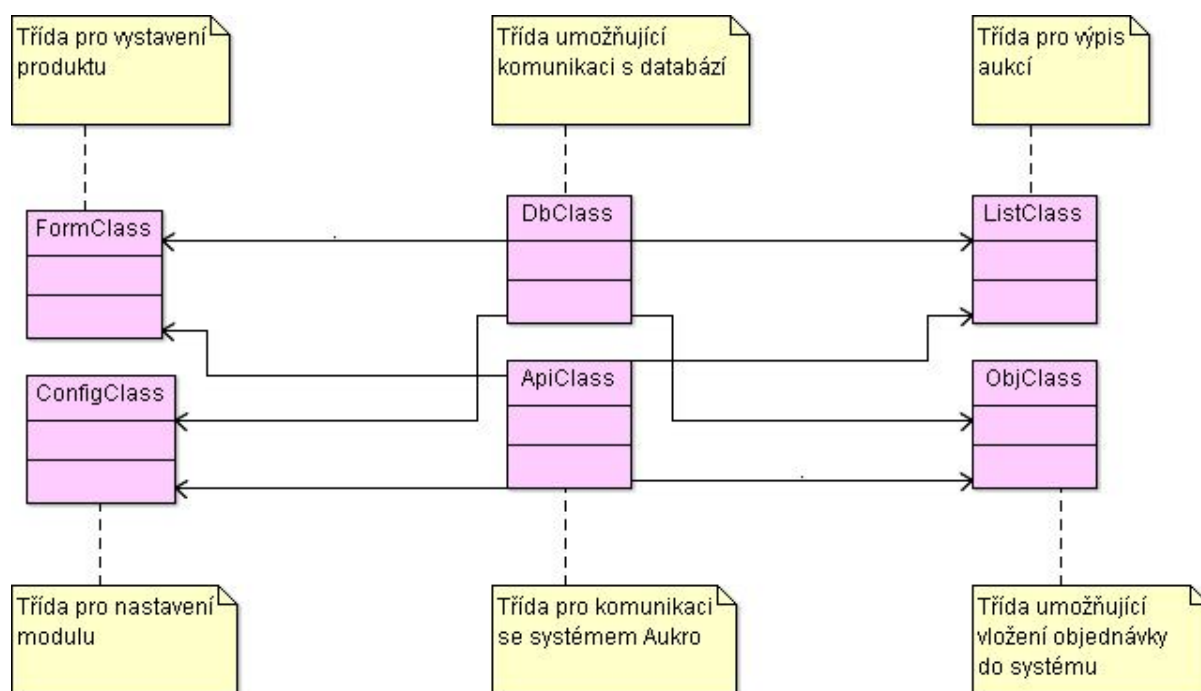 Třída pro vystavení
produktu
Třída umožňující
komunikaci s databází
Třída pro výpis
aukcí
FormClass
DbClass
ListClass
ConfigClass
ApiClass
ObjClass
Třída pro nastavení
modulu
Třída pro komunikaci
se systémem Aukro
Třída umožňující
vložení objednávky
do systému